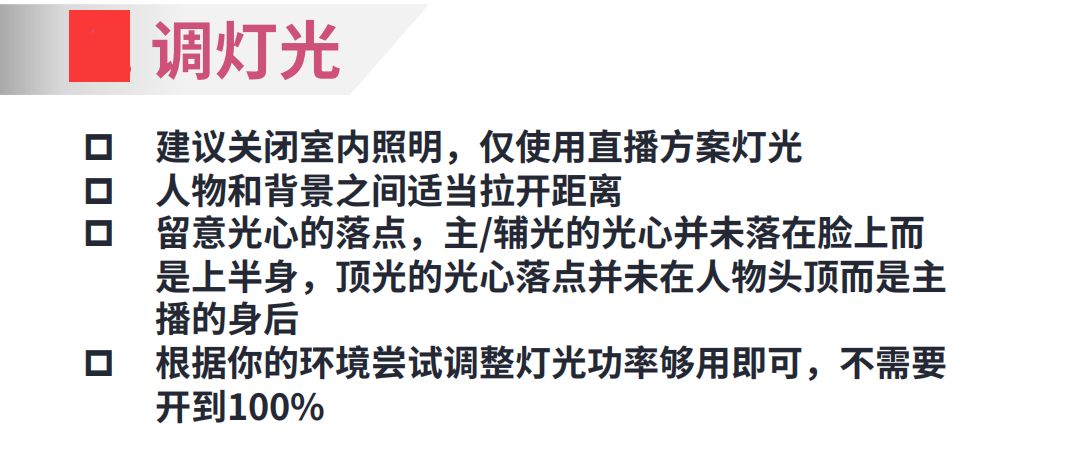 调灯光
建议关闭室内照明，仅使用直播方案灯光
人物和背景之间适当拉开距离
留意光心的落点，主/辅光的光心并未落在脸上而
是上半身，顶光的光心落点并未在人物头顶而是主
播的身后
根据你的环境尝试调整灯光功率够用即可，不需要
开到100%